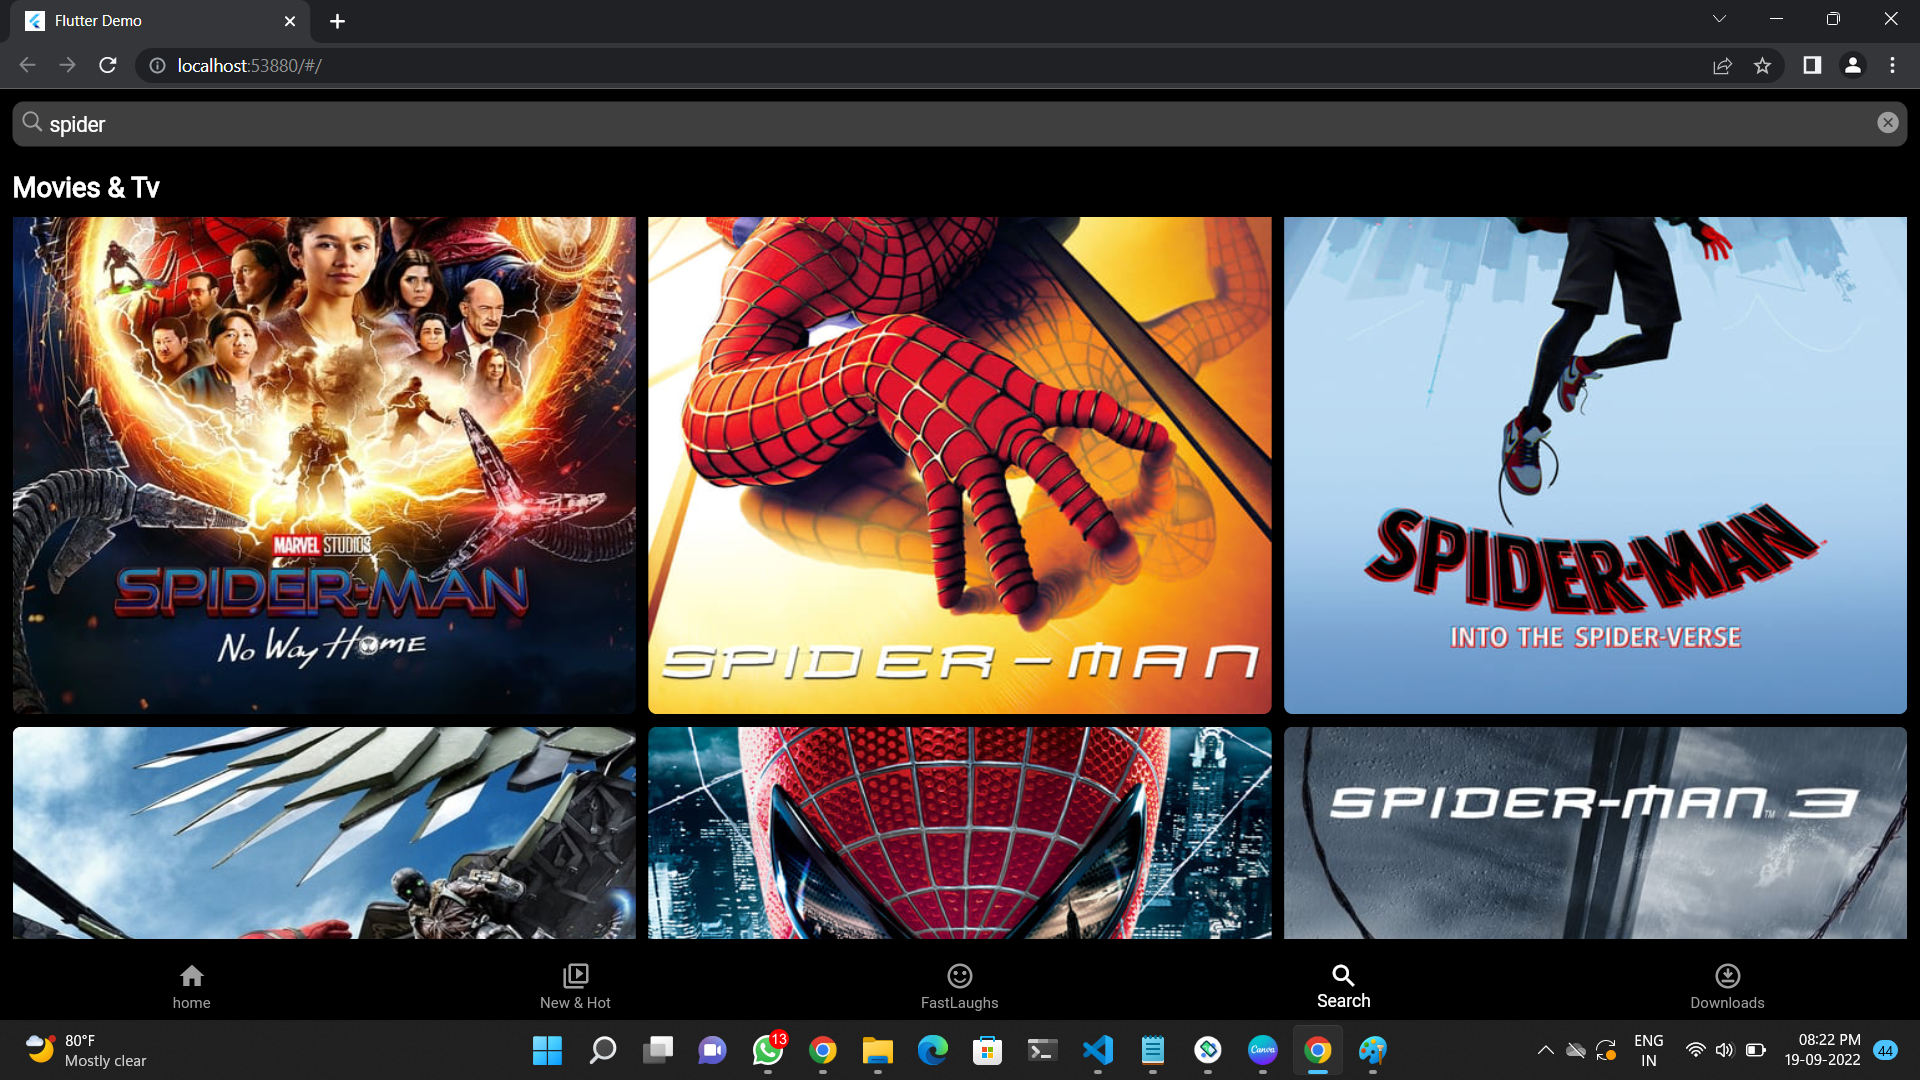 Flutter Demo
localhost:53880/#/
spider
Movies & Tv
MARVEL STUDIOS
SPIDER-MAN
No Way Home
SPIDER-MAN
SPIDER-MAN
INTO THE SPIDER-VERSE
SPIDER-MAN™ 3
home
New & Hot
FastLaughs
Search
Downloads
80°F
Mostly clear
13
Canva
ENG
IN
08:22 PM
19-09-2022
44